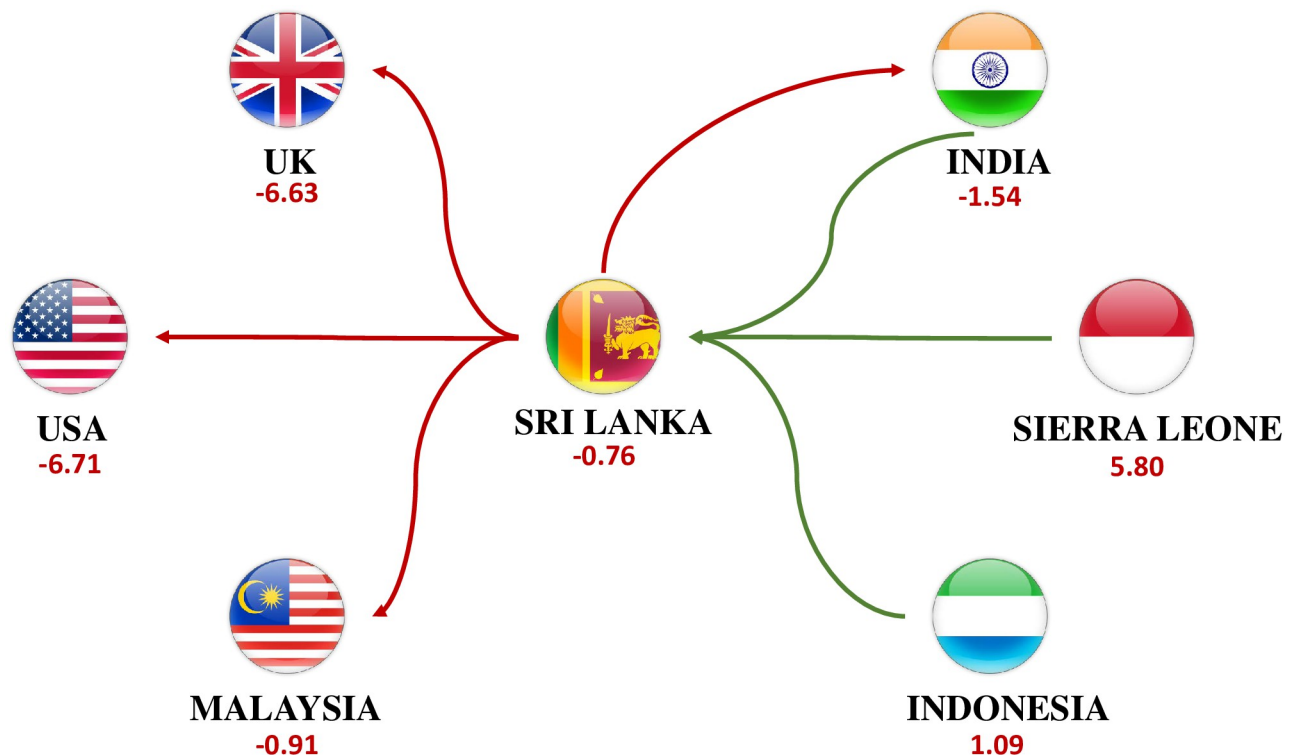 UK
-6.63
INDIA
-1.54
USA
-6.71
SRI LANKA
-0.76
SIERRA LEONE
5.80
MALAYSIA
-0.91
INDONESIA
1.09